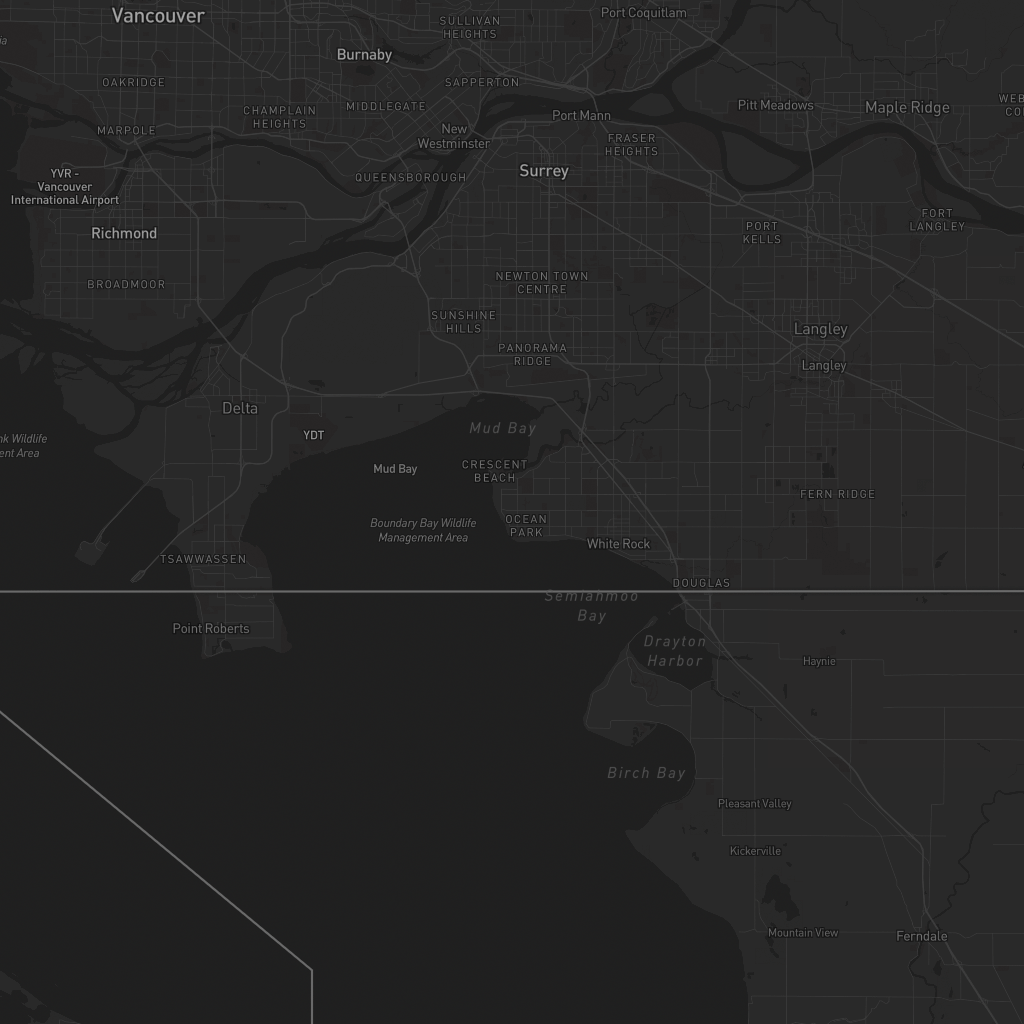 Vancouver
SULLIVAN
HEIGHTS
Port Coquitlam
ia
Burnaby
OAKRIDGE
SAPPERTON
CHAMPLAIN
HEIGHTS
MIDDLEGATE
Port Mann
Pitt Meadows
Maple Ridge
WEB
CO
MARPOLE
New
Westminster
FRASER
HEIGHTS
YVR -
Vancouver
International Airport
QUEENSBOROUGH
Surrey
FORT
LANGLEY
Richmond
PORT
KELLS
BROADMOOR
NEWTON TOWN
CENTRE
SUNSHINE
HILLS
Langley
PANORAMA
RIDGE
Langley
Delta
YDT
Mud Bay
nk Wildlife
ent Area
Mud Bay
CRESCENT
BEACH
FERN RIDGE
Boundary Bay Wildlife
Management Area
OCEAN
PARK
White Rock
TSAWWASSEN
DOUGLAS
Semiahmoo
Bay
Point Roberts
Drayton
Harbor
Haynie
Birch Bay
Pleasant Valley
Kickerville
Mountain View
Ferndale